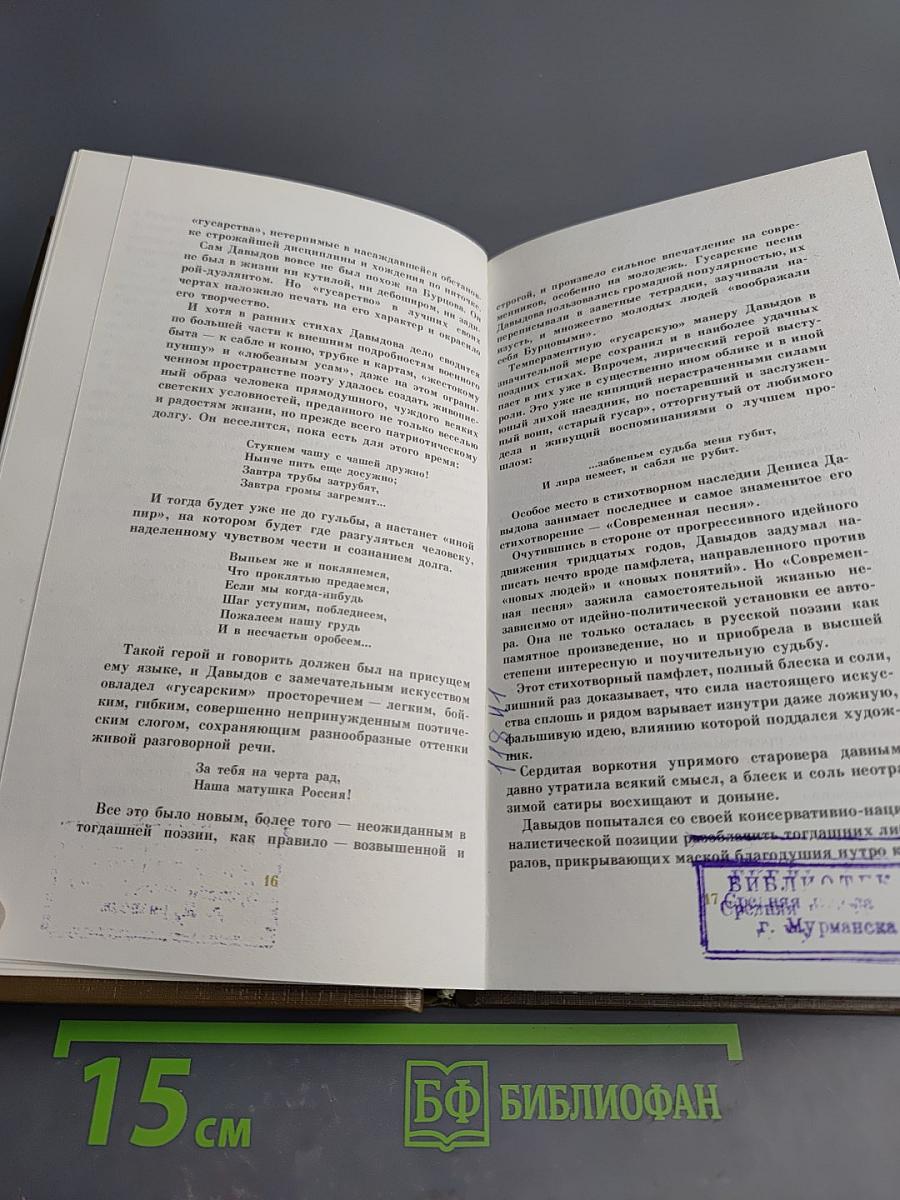 «гусарства», нетерпимые в насаждавшейся обстанов-
ке строжайшей дисциплины и хождения по ниточке.
Сам Давыдов вовсе не был похож на Бурцова. Он
не был в жизни ни кутилой, ни дебоширом, ни зади-
рой-дуэлянтом. Но «гусарство» в лучших своих
чертах наложило печать на его характер и окрасило
его творчество.
И хотя в ранних стихах Давыдова дело сводится
по большей части к внешним подробностям военного
быта — к сабле и коню, трубке и картам, «жестокому
пуншу» и «любезным усам», даже на этом ограни-
ченном пространстве поэту удалось создать живопис-
ный образ человека прямодушного, чуждого всяких
светских условностей, преданного не только веселью
и радостям жизни, но прежде всего патриотическому
долгу. Он веселится, пока есть для этого время:
Стукнем чашу с чашей дружно!
Нынче пить еще досужно;
Завтра трубы затрубят,
Завтра громы загремят...
И тогда будет уже не до гульбы, а настанет «иной
пир», на котором будет где разгуляться человеку,
наделенному чувством чести и сознанием долга.
Выпьем же и поклянемся,
Что проклятью предаемся,
Если мы когда-нибудь
Шаг уступим, побледнеем,
Пожалеем нашу грудь
И в несчастьи оробеем...
Такой герой и говорить должен был на присущем
ему языке, и Давыдов с замечательным искусством
овладел «гусарским» просторечием — легким, бой-
ким, гибким, совершенно непринужденным поэтиче-
ским слогом, сохраняющим разнообразные оттенки
живой разговорной речи.
За тебя на черта рад,
Наша матушка Россия!
Все это было новым, более того — неожиданным в
тогдашней поэзии, как правило — возвышенной и
16
строгой, и произвело сильное впечатление на совре-
менников, особенно на молодежь. Гусарские песни
Давыдова пользовались громадной популярностью, их
переписывали в заветные тетрадки, заучивали на-
изусть, и множество молодых людей «воображали
себя Бурцовыми».
Темпераментную «гусарскую» манеру Давыдов в
значительной мере сохранил и в наиболее удачных
поздних стихах. Впрочем, лирический герой высту-
пает в них уже в существенно ином облике и в иной
роли. Это уже не кипящий нерастраченными силами
юный лихой наездник, но постаревший и заслужен-
ный воин, «старый гусар», отторгнутый от любимого
дела и живущий воспоминаниями о лучшем про-
шлом:
...забвеньем судьба меня губит,
И лира немеет, и сабля не рубит.
Особое место в стихотворном наследии Дениса Да-
выдова занимает последнее и самое знаменитое его
стихотворение — «Современная песня».
Очутившись в стороне от прогрессивного идейного
движения тридцатых годов, Давыдов задумал на-
писать нечто вроде памфлета, направленного против
«новых людей» и «новых понятий». Но «Современ-
ная песня» зажила самостоятельной жизнью не-
зависимо от идейно-политической установки ее авто-
ра. Она не только осталась в русской поэзии как
памятное произведение, но и приобрела в высшей
степени интересную и поучительную судьбу.
Этот стихотворный памфлет, полный блеска и соли,
лишний раз доказывает, что сила настоящего искус-
ства сплошь и рядом взрывает изнутри даже ложную,
фальшивую идею, влиянию которой поддался худож-
ник.
Сердитая воркотня упрямого старовера давным-
давно утратила всякий смысл, а блеск и соль неотра
зимой сатиры восхищают и доныне.
Давыдов попытался со своей консервативно-наци
налистической позиции разоблачить тогдашних ли
ралов, прикрывающих маской благодушия нутро к
17
БИБЛИОТЕК
Средняя
г. Мурманска
15 см
БФ БИБЛИОФАН